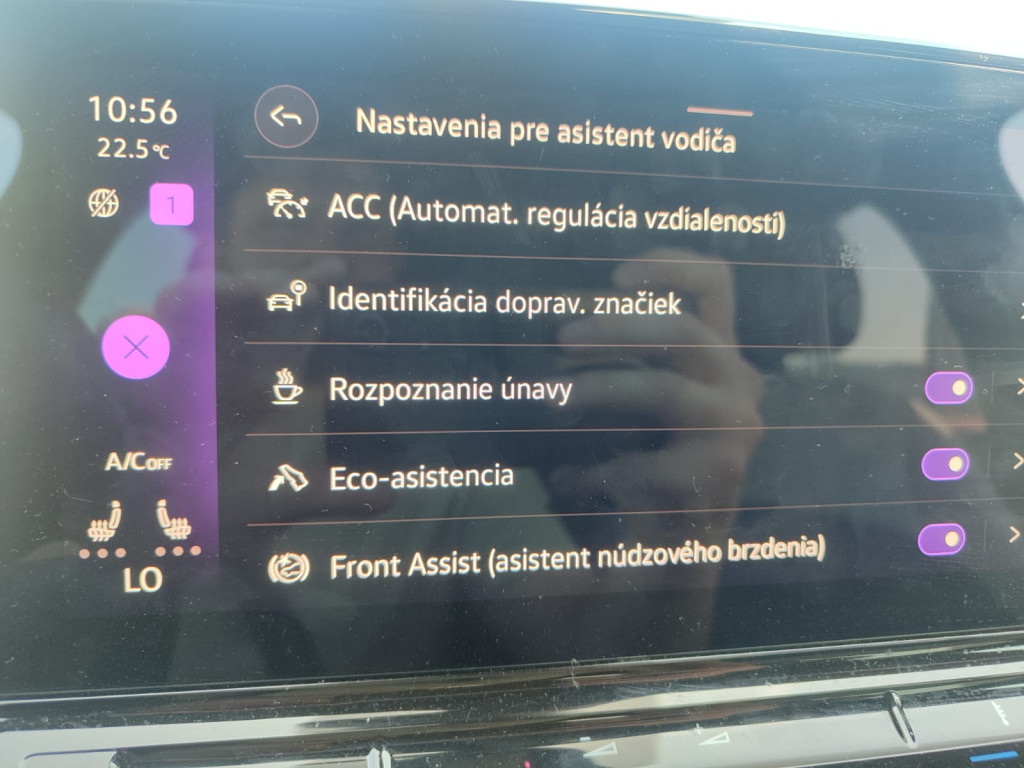 10:56
22.5°C
1
A/C OFF
LO
Nastavenia pre asistent vodiča
ACC (Automat. regulácia vzdialenosti)
Identifikácia doprav. značiek
Rozpoznanie únavy
Eco-asistencia
Front Assist (asistent núdzového brzdenia)